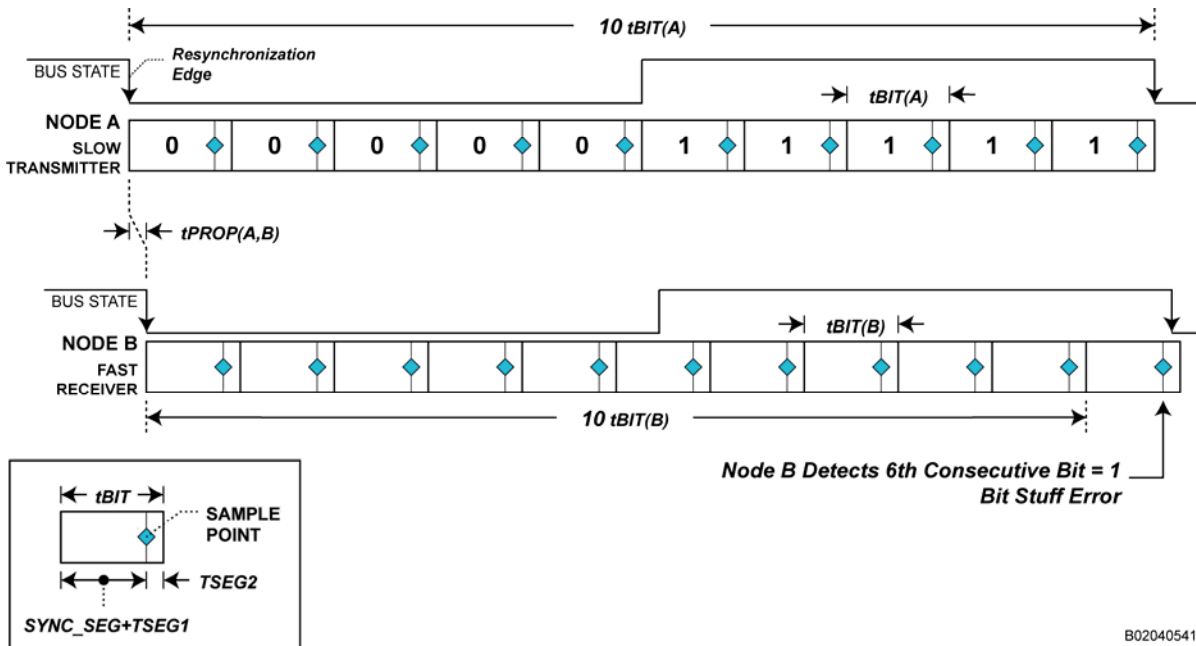 10 tBIT(A)
Resynchronization
Edge
BUS STATE
tBIT(A)
NODE A
SLOW
TRANSMITTER
0 0 0 0 0 1 1 1 1 1
tPROP(A,B)
BUS STATE
tBIT(B)
NODE B
FAST
RECEIVER
10 tBIT(B)
Node B Detects 6th Consecutive Bit = 1
Bit Stuff Error
tBIT
SAMPLE
POINT
TSEG2
SYNC_SEG+TSEG1
B02040541